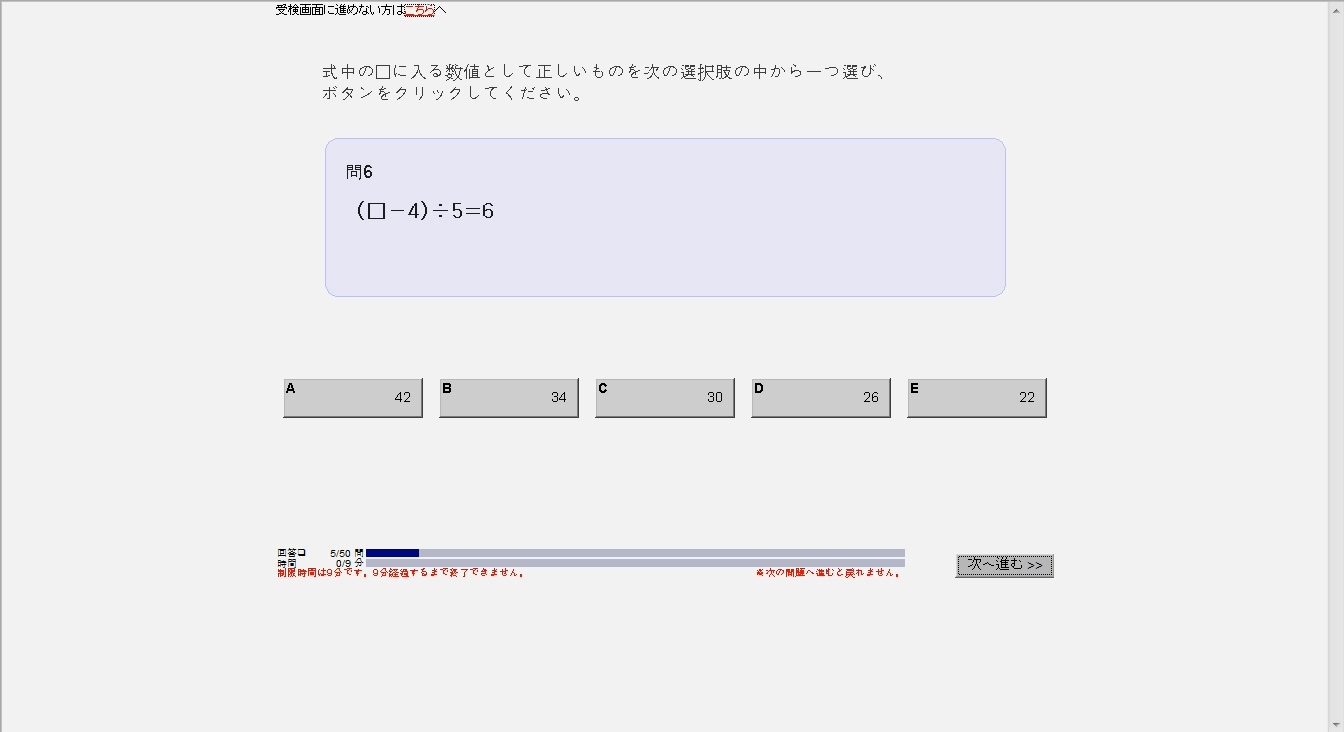 受検画面に進めない方はこちらへ
式中の□に入る数値として正しいものを次の選択肢の中から一つ選び、
ボタンをクリックしてください。
問6
(□－4)÷5＝6
A 42
B 34
C 30
D 26
E 22
回答□ 5/50 問
時間 0/9 分
制限時間は9分です。9分経過するまで終了できません。
※次の問題へ進むと戻れません。
次へ進む >>